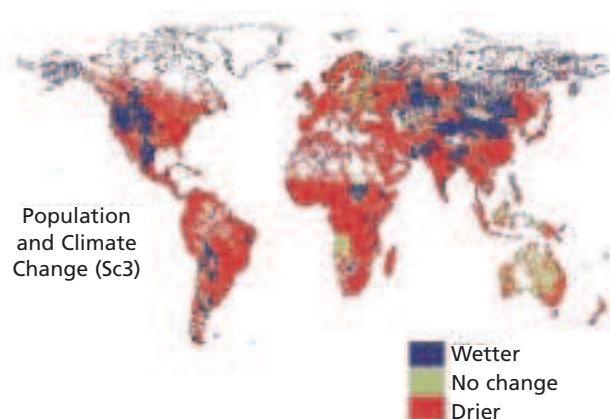 Population
and Climate
Change (Sc3)
Wetter
No change
Drier